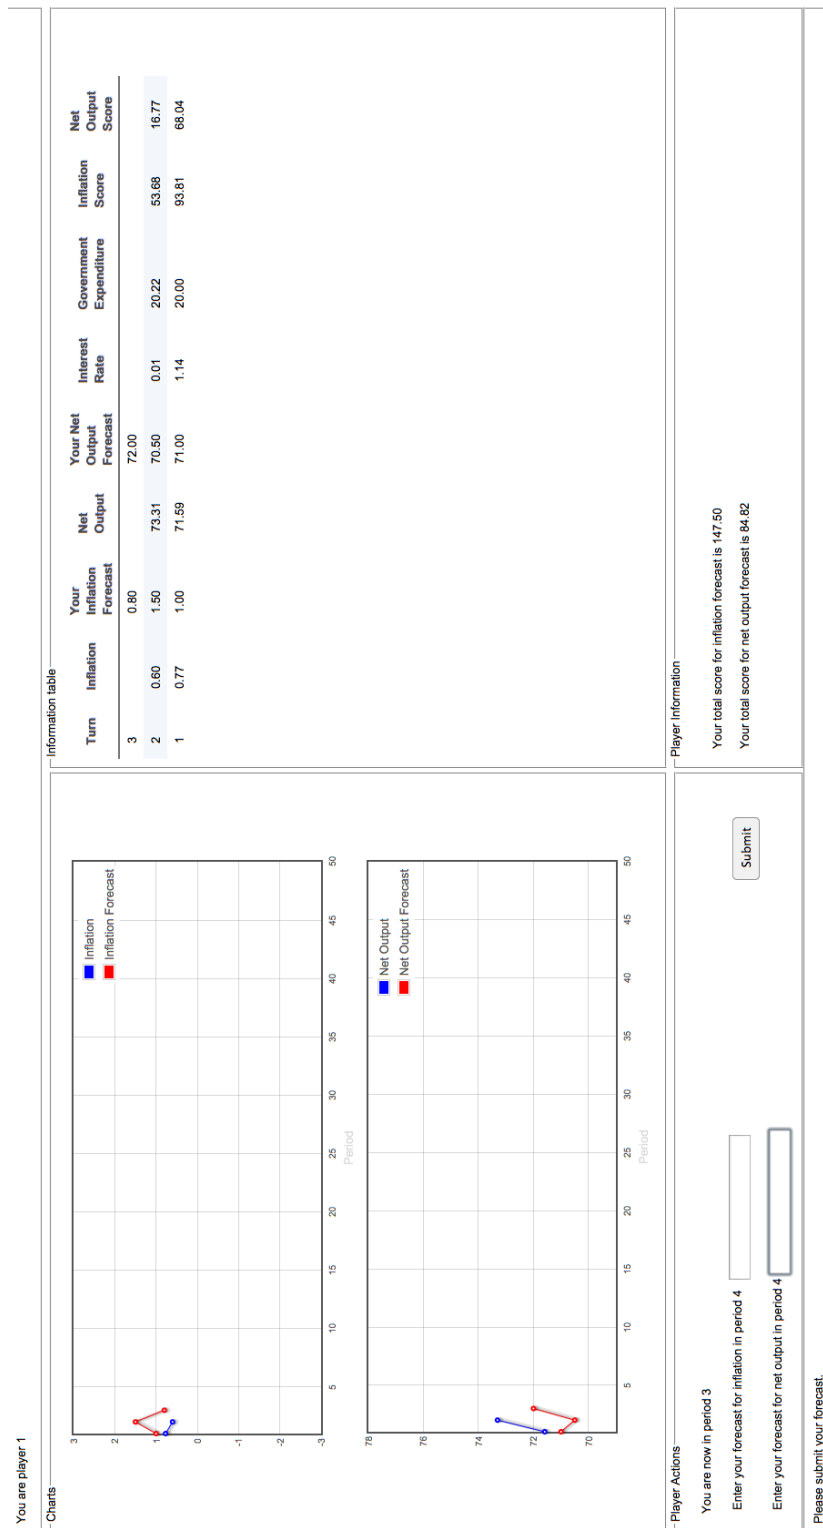 You are player 1
Charts
Inflation
Inflation Forecast
3
2
1
0
-1
-2
-3
5
10
15
20
25
30
35
40
45
50
Period
Net Output
Net Output Forecast
78
76
74
72
70
5
10
15
20
25
30
35
40
45
50
Period
Information table
Turn Inflation Your Inflation Forecast Net Output Your Net Output Forecast Interest Rate Government Expenditure Inflation Score Net Output Score
3 0.80 72.00
2 0.60 1.50 73.31 70.50 0.01 20.22 53.68 16.77
1 0.77 1.00 71.59 71.00 1.14 20.00 93.81 68.04
Player Actions
You are now in period 3
Enter your forecast for inflation in period 4
Enter your forecast for net output in period 4
Submit
Player Information
Your total score for inflation forecast is 147.50
Your total score for net output forecast is 84.82
Please submit your forecast.